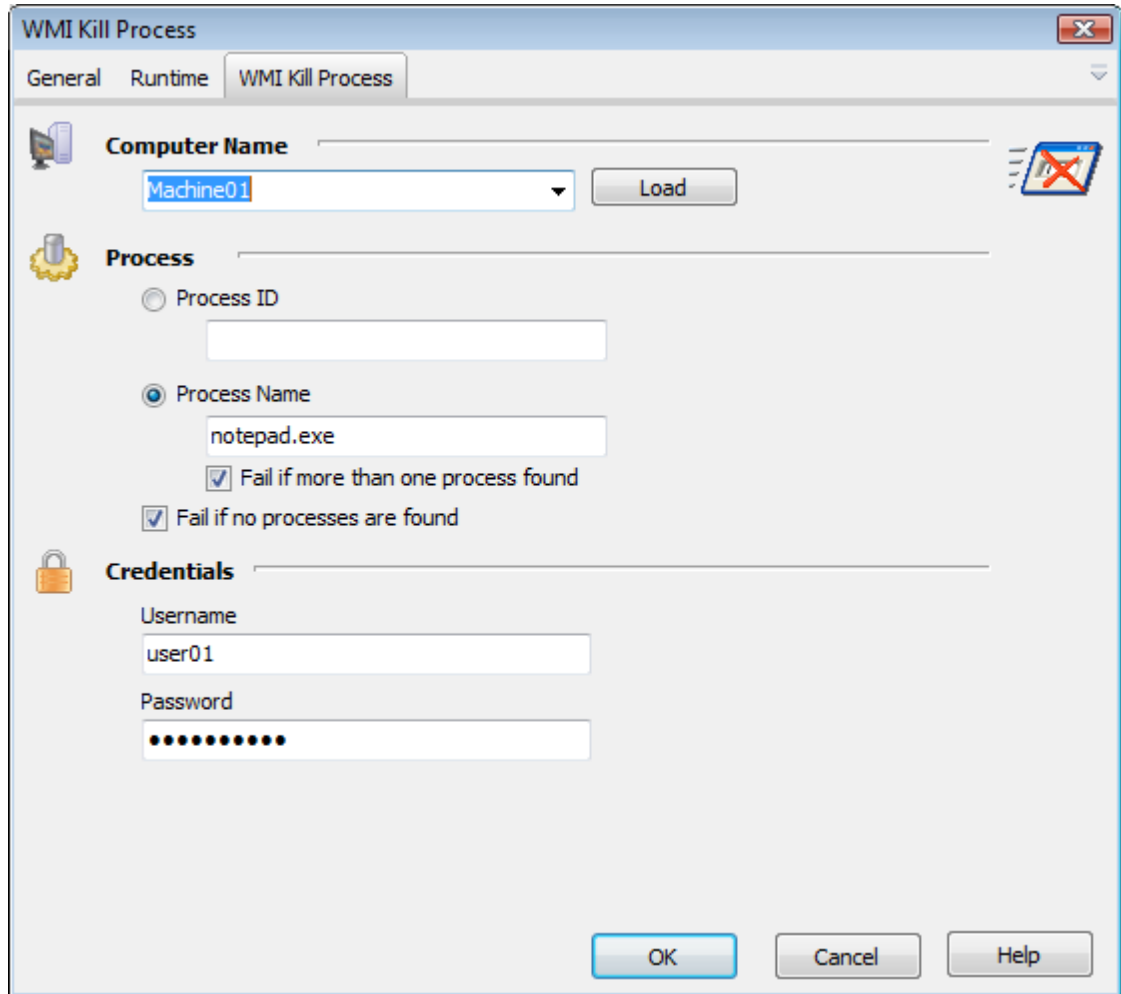 WMI Kill Process
General Runtime WMI Kill Process
Computer Name
Machine01 Load
Process
Process ID
Process Name
notepad.exe
Fail if more than one process found
Fail if no processes are found
Credentials
Username
user01
Password
●●●●●●●●●●
OK Cancel Help